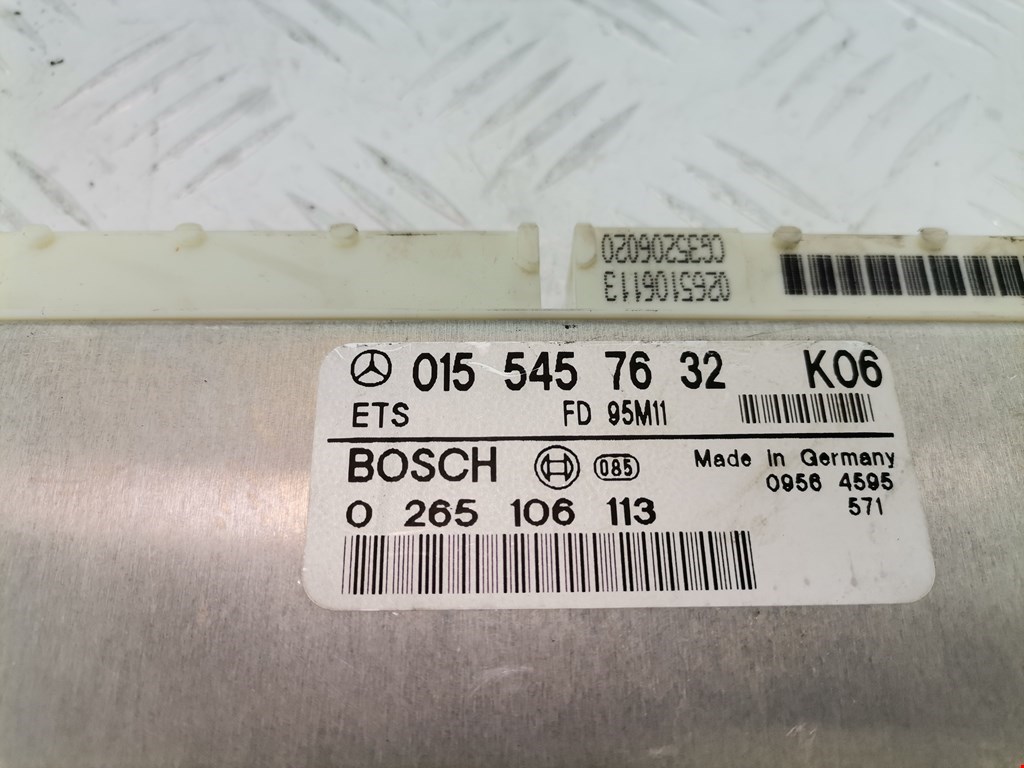 CG35206020
0265106113
015 545 76 32 K06
ETS FD 95M11
BOSCH 085 Made in Germany
0956 4595
0 265 106 113 571